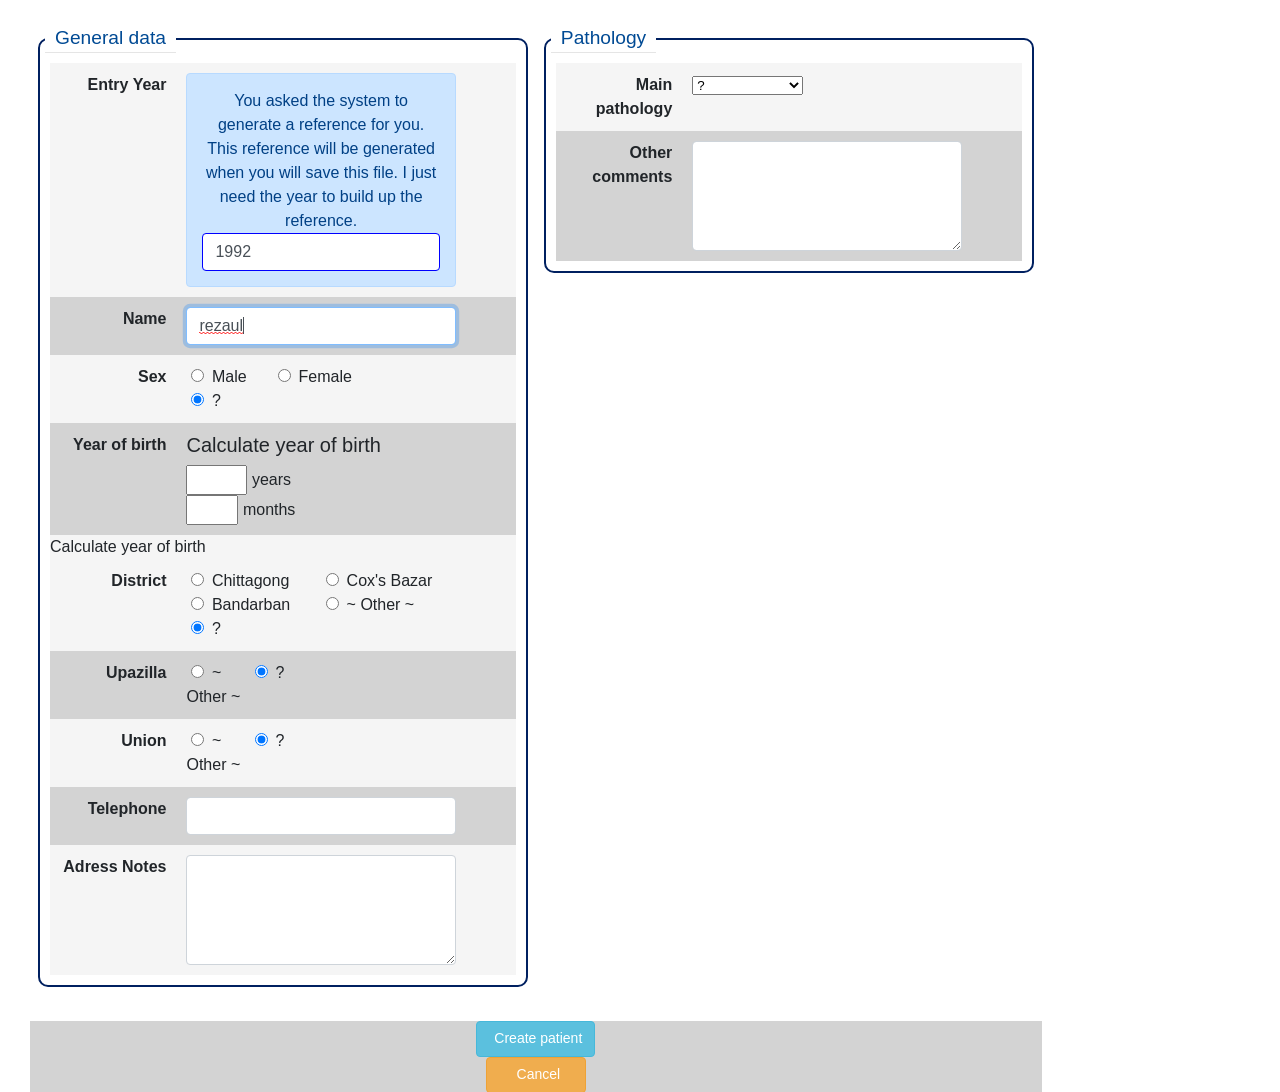 General data
Entry Year
You asked the system to
generate a reference for you.
This reference will be generated
when you will save this file. I just
need the year to build up the
reference.
1992
Name
rezaul
Sex
Male Female
?
Year of birth
Calculate year of birth
years
months
Calculate year of birth
District
Chittagong Cox's Bazar
Bandarban ~ Other ~
?
Upazilla
~ ?
Other ~
Union
~ ?
Other ~
Telephone
Adress Notes
Pathology
Main
pathology
?
Other
comments
Create patient
Cancel